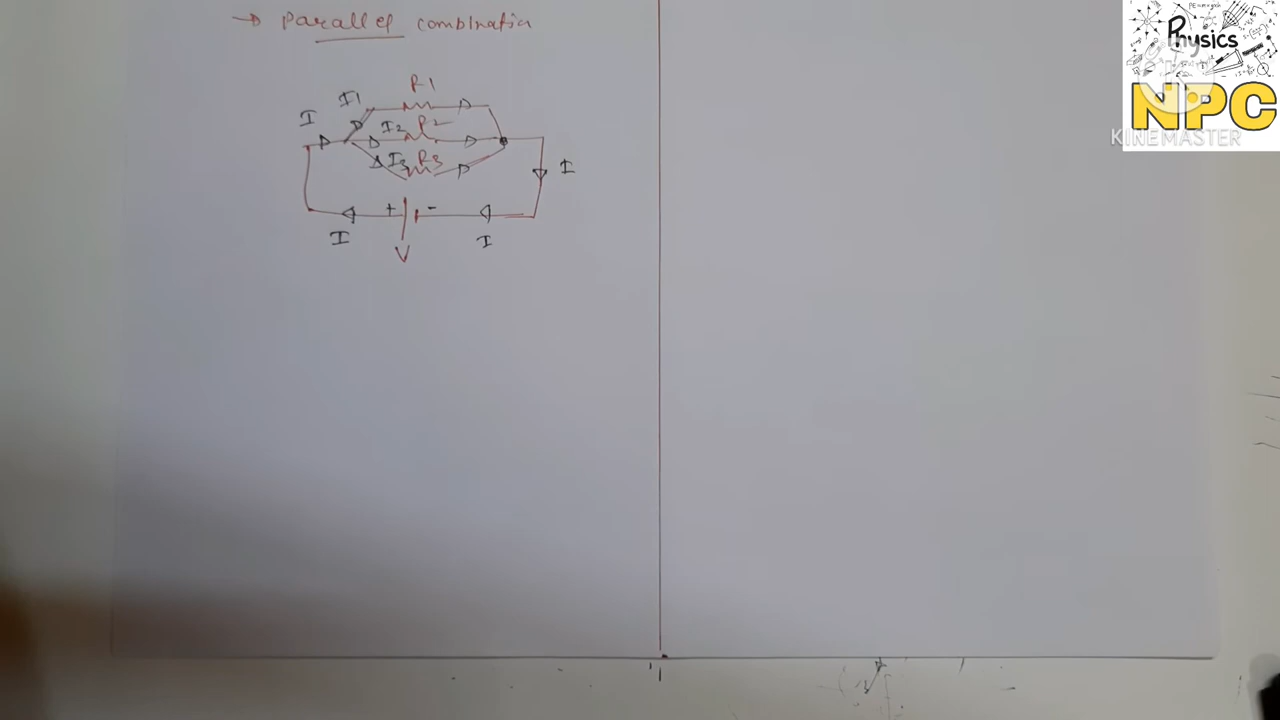 → Parallel combination
R1
I1
I
I2 R2
I3 R3
I
+ -
I
I
V
Physics
NPC
KINEMASTER